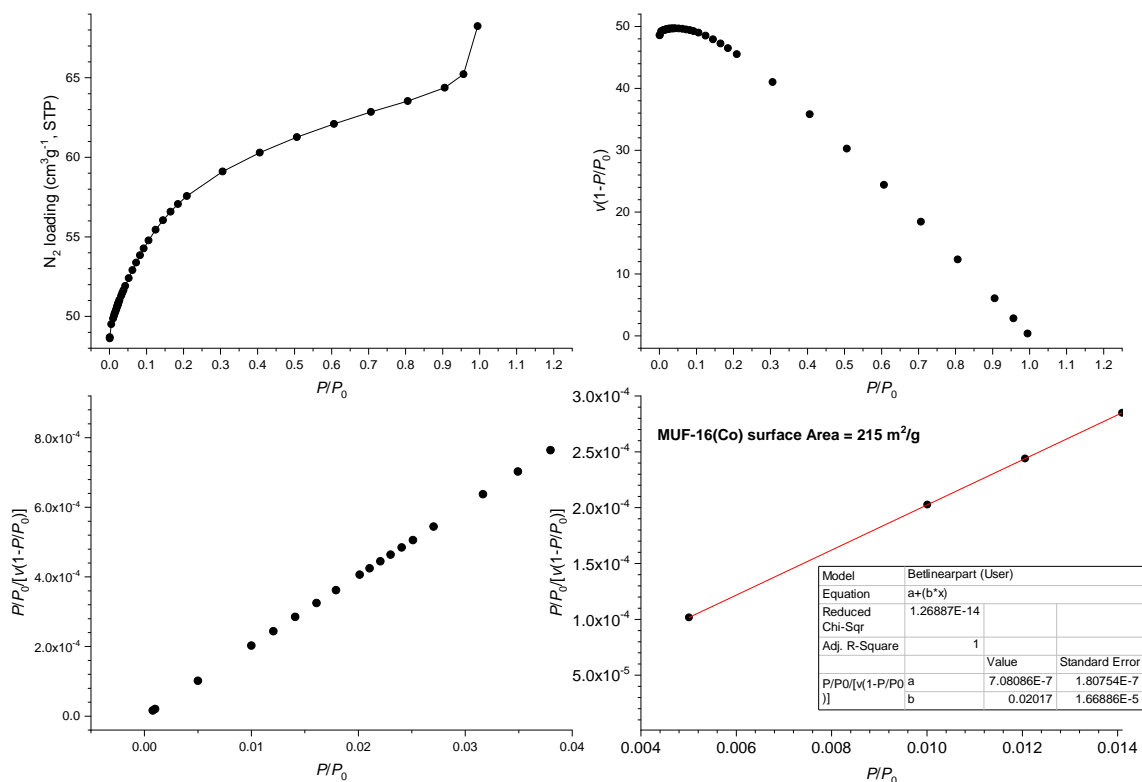 N₂ loading (cm³g⁻¹, STP)
65
60
55
50
0.0 0.1 0.2 0.3 0.4 0.5 0.6 0.7 0.8 0.9 1.0 1.1 1.2
P/P₀
v(1-P/P₀)
50
40
30
20
10
0
0.0 0.1 0.2 0.3 0.4 0.5 0.6 0.7 0.8 0.9 1.0 1.1 1.2
P/P₀
P/P₀/[v(1-P/P₀)]
8.0x10⁻⁴
6.0x10⁻⁴
4.0x10⁻⁴
2.0x10⁻⁴
0.0
0.00 0.01 0.02 0.03 0.04
P/P₀
P/P₀/[v(1-P/P₀)]
3.0x10⁻⁴
2.5x10⁻⁴
2.0x10⁻⁴
1.5x10⁻⁴
1.0x10⁻⁴
5.0x10⁻⁵
MUF-16(Co) surface Area = 215 m²/g
Model Betlinearpart (User)
Equation a+(b*x)
Reduced Chi-Sqr 1.26887E-14
Adj. R-Square 1
Value Standard Error
P/P0/[v(1-P/P0 a 7.08086E-7 1.80754E-7
)] b 0.02017 1.66886E-5
0.004 0.006 0.008 0.010 0.012 0.014
P/P₀